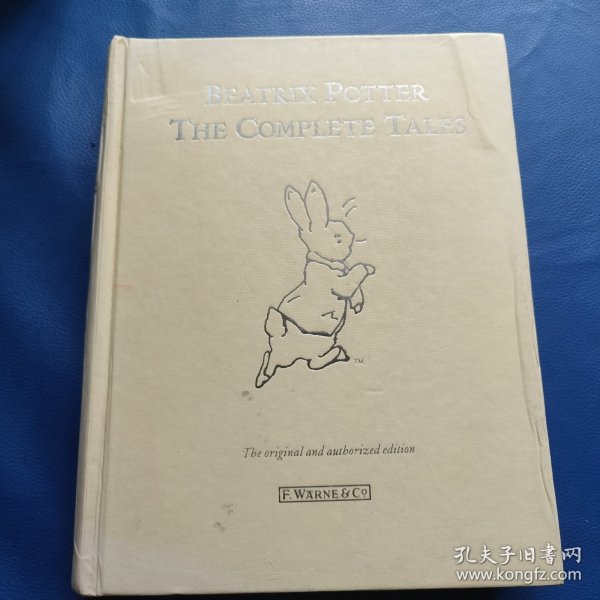 BEATRIX POTTER
THE COMPLETE TALES
TM
The original and authorized edition
F. WARNE & Co
孔夫子旧书网
www.kongfz.com